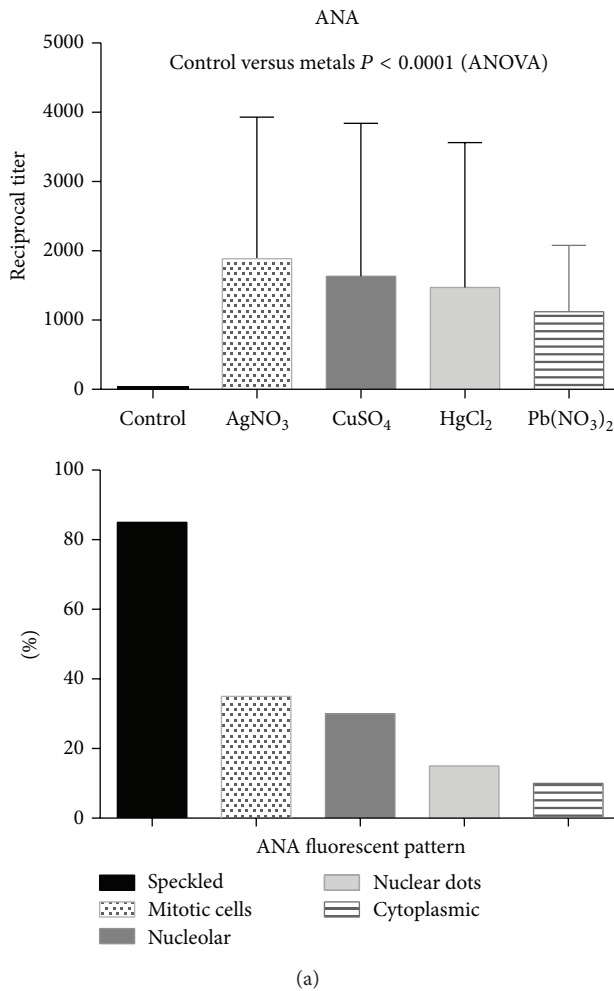 ANA
Control versus metals P < 0.0001 (ANOVA)
5000
4000
3000
2000
1000
0
Reciprocal titer
Control AgNO₃ CuSO₄ HgCl₂ Pb(NO₃)₂
100
80
60
40
20
0
(%)
ANA fluorescent pattern
Speckled
Mitotic cells
Nucleolar
Nuclear dots
Cytoplasmic
(a)